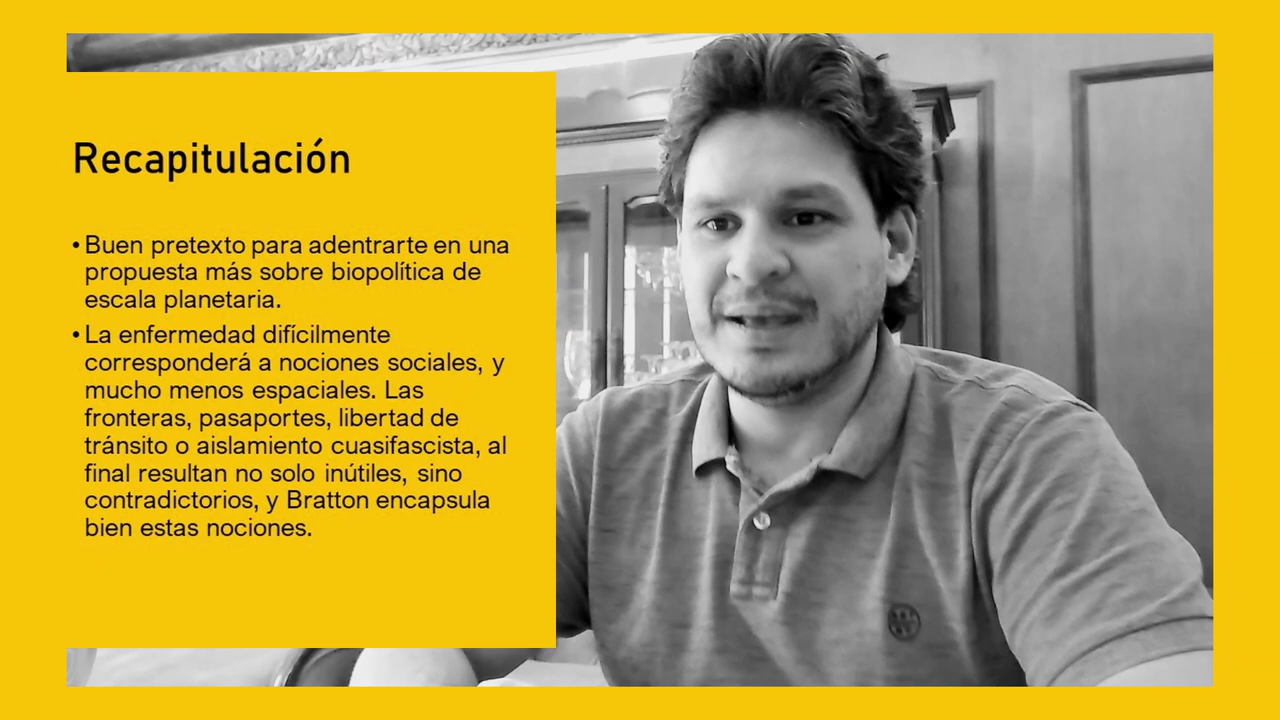 Recapitulación
• Buen pretexto para adentrarte en una
propuesta más sobre biopolítica de
escala planetaria.
• La enfermedad difícilmente
corresponderá a nociones sociales, y
mucho menos espaciales. Las
fronteras, pasaportes, libertad de
tránsito o aislamiento cuasifascista, al
final resultan no solo inútiles, sino
contradictorios, y Bratton encapsula
bien estas nociones.